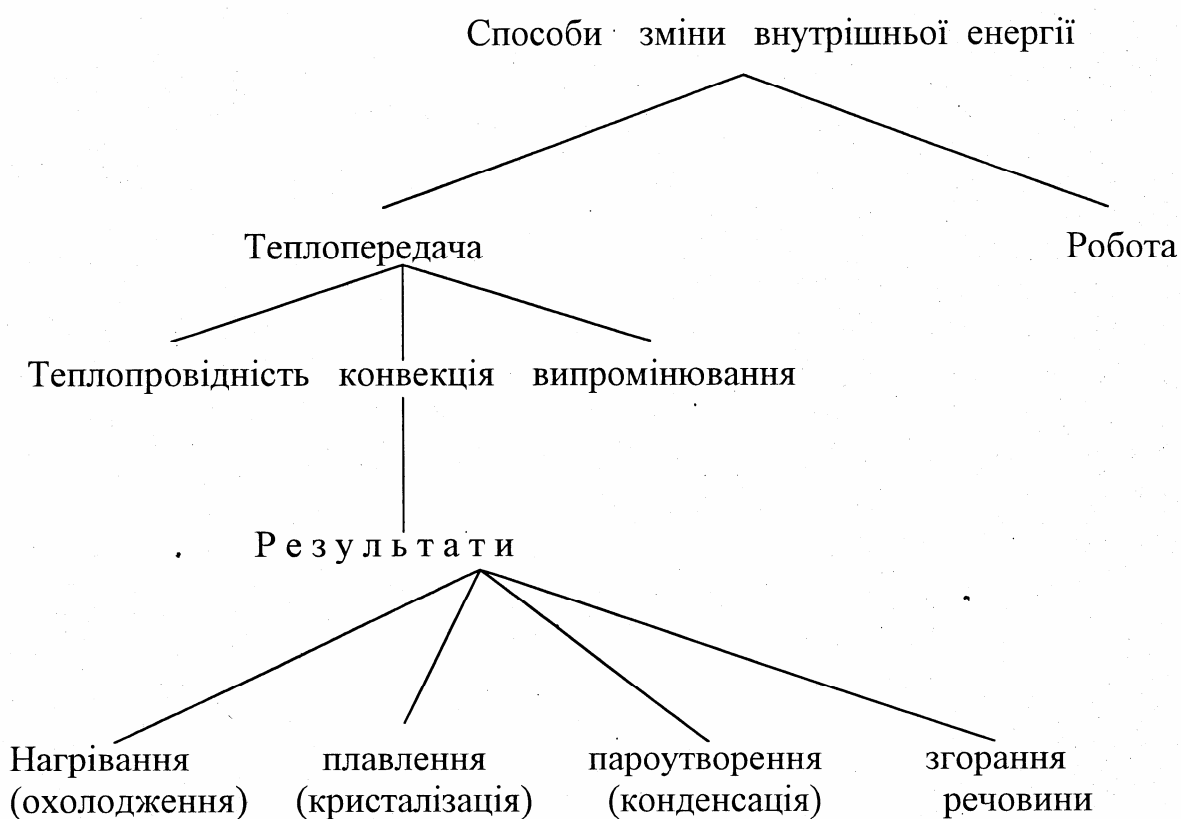 Способи зміни внутрішньої енергії
Теплопередача Робота
Теплопровідність конвекція випромінювання
Результати
Нагрівання плавлення пароутворення згорання
(охолодження) (кристалізація) (конденсація) речовини